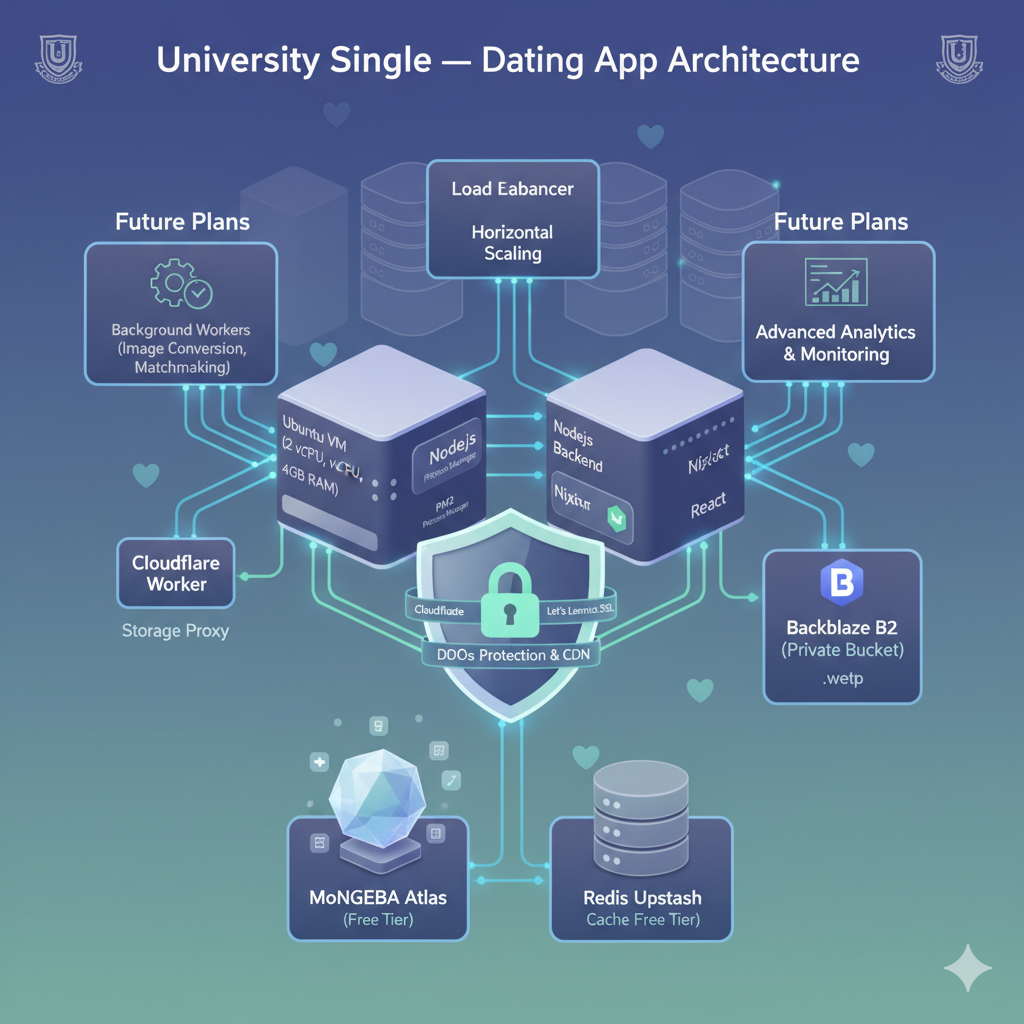 University Single — Dating App Architecture
Load Eabancer
Horizontal
Scaling
Future Plans
Background Workers
(Image Conversion,
Matchmaking)
Future Plans
Advanced Analytics
& Monitoring
Ubuntu VM
(2 vCPU, vCFU,
4GB RAM)
Nodejs
PM2
Nodejs
Backend
React
Cloudflare
Worker
Storage Proxy
Cloudflade
DOOs Protection & CDN
B
Backblaze B2
(Private Bucket)
.wetp
MoNGEBA Atlas
(Free Tier)
Redis Upstash
Cache Free Tier)